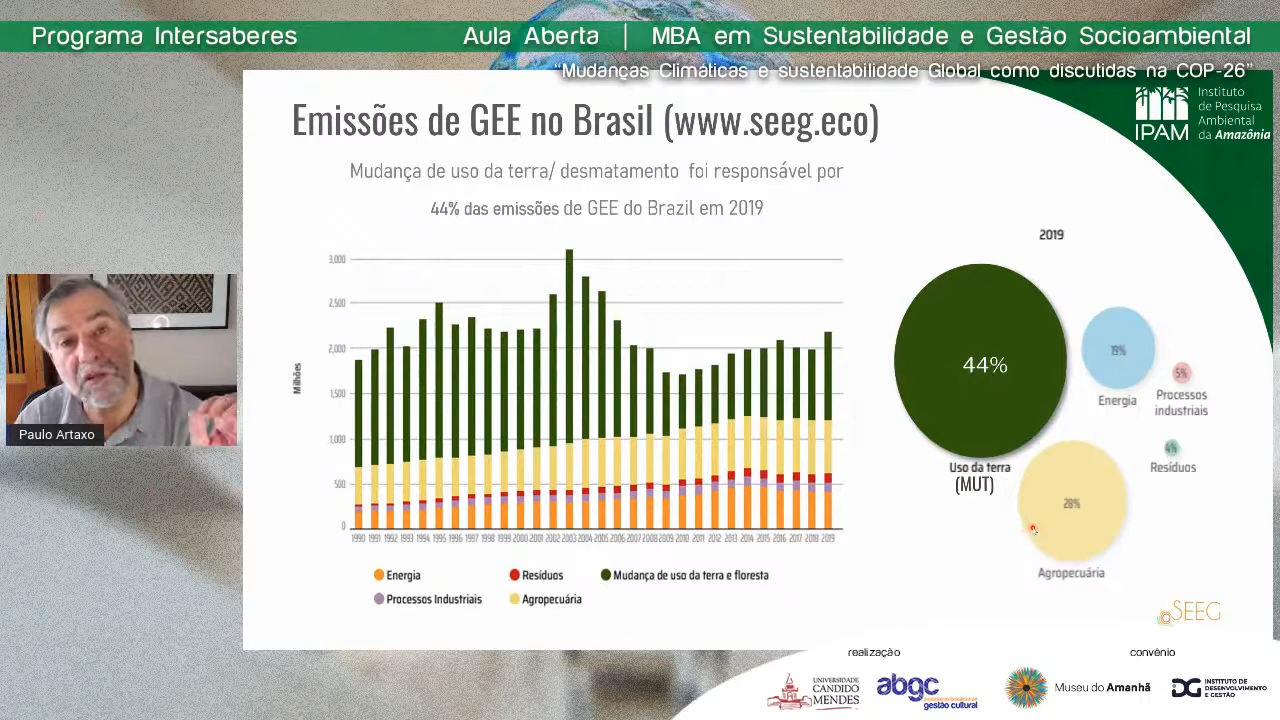 Programa Intersaberes
Aula Aberta | MBA em Sustentabilidade e Gestão Socioambiental
“Mudanças Climáticas e sustentabilidade Global como discutidas na COP-26”
IPAM
Instituto
de Pesquisa
Ambiental
da Amazônia
Emissões de GEE no Brasil (www.seeg.eco)
Mudança de uso da terra/ desmatamento foi responsável por
44% das emissões de GEE do Brazil em 2019
Milhões
3,000
2,500
2,000
1,500
1,000
500
0
1990 1991 1992 1993 1994 1995 1996 1997 1998 1999 2000 2001 2002 2003 2004 2005 2006 2007 2008 2009 2010 2011 2012 2013 2014 2015 2016 2017 2018 2019
Energia
Resíduos
Mudança de uso da terra e floresta
Processos Industriais
Agropecuária
2019
44%
Uso da terra
(MUT)
19%
Energia
5%
Processos
industriais
4%
Resíduos
28%
Agropecuária
SEEG
Paulo Artaxo
realização
convênio
UNIVERSIDADE
CANDIDO
MENDES
abgc
gestão cultural
Museu do Amanhã
DG
INSTITUTO DE
DESENVOLVIMENTO
E GESTÃO